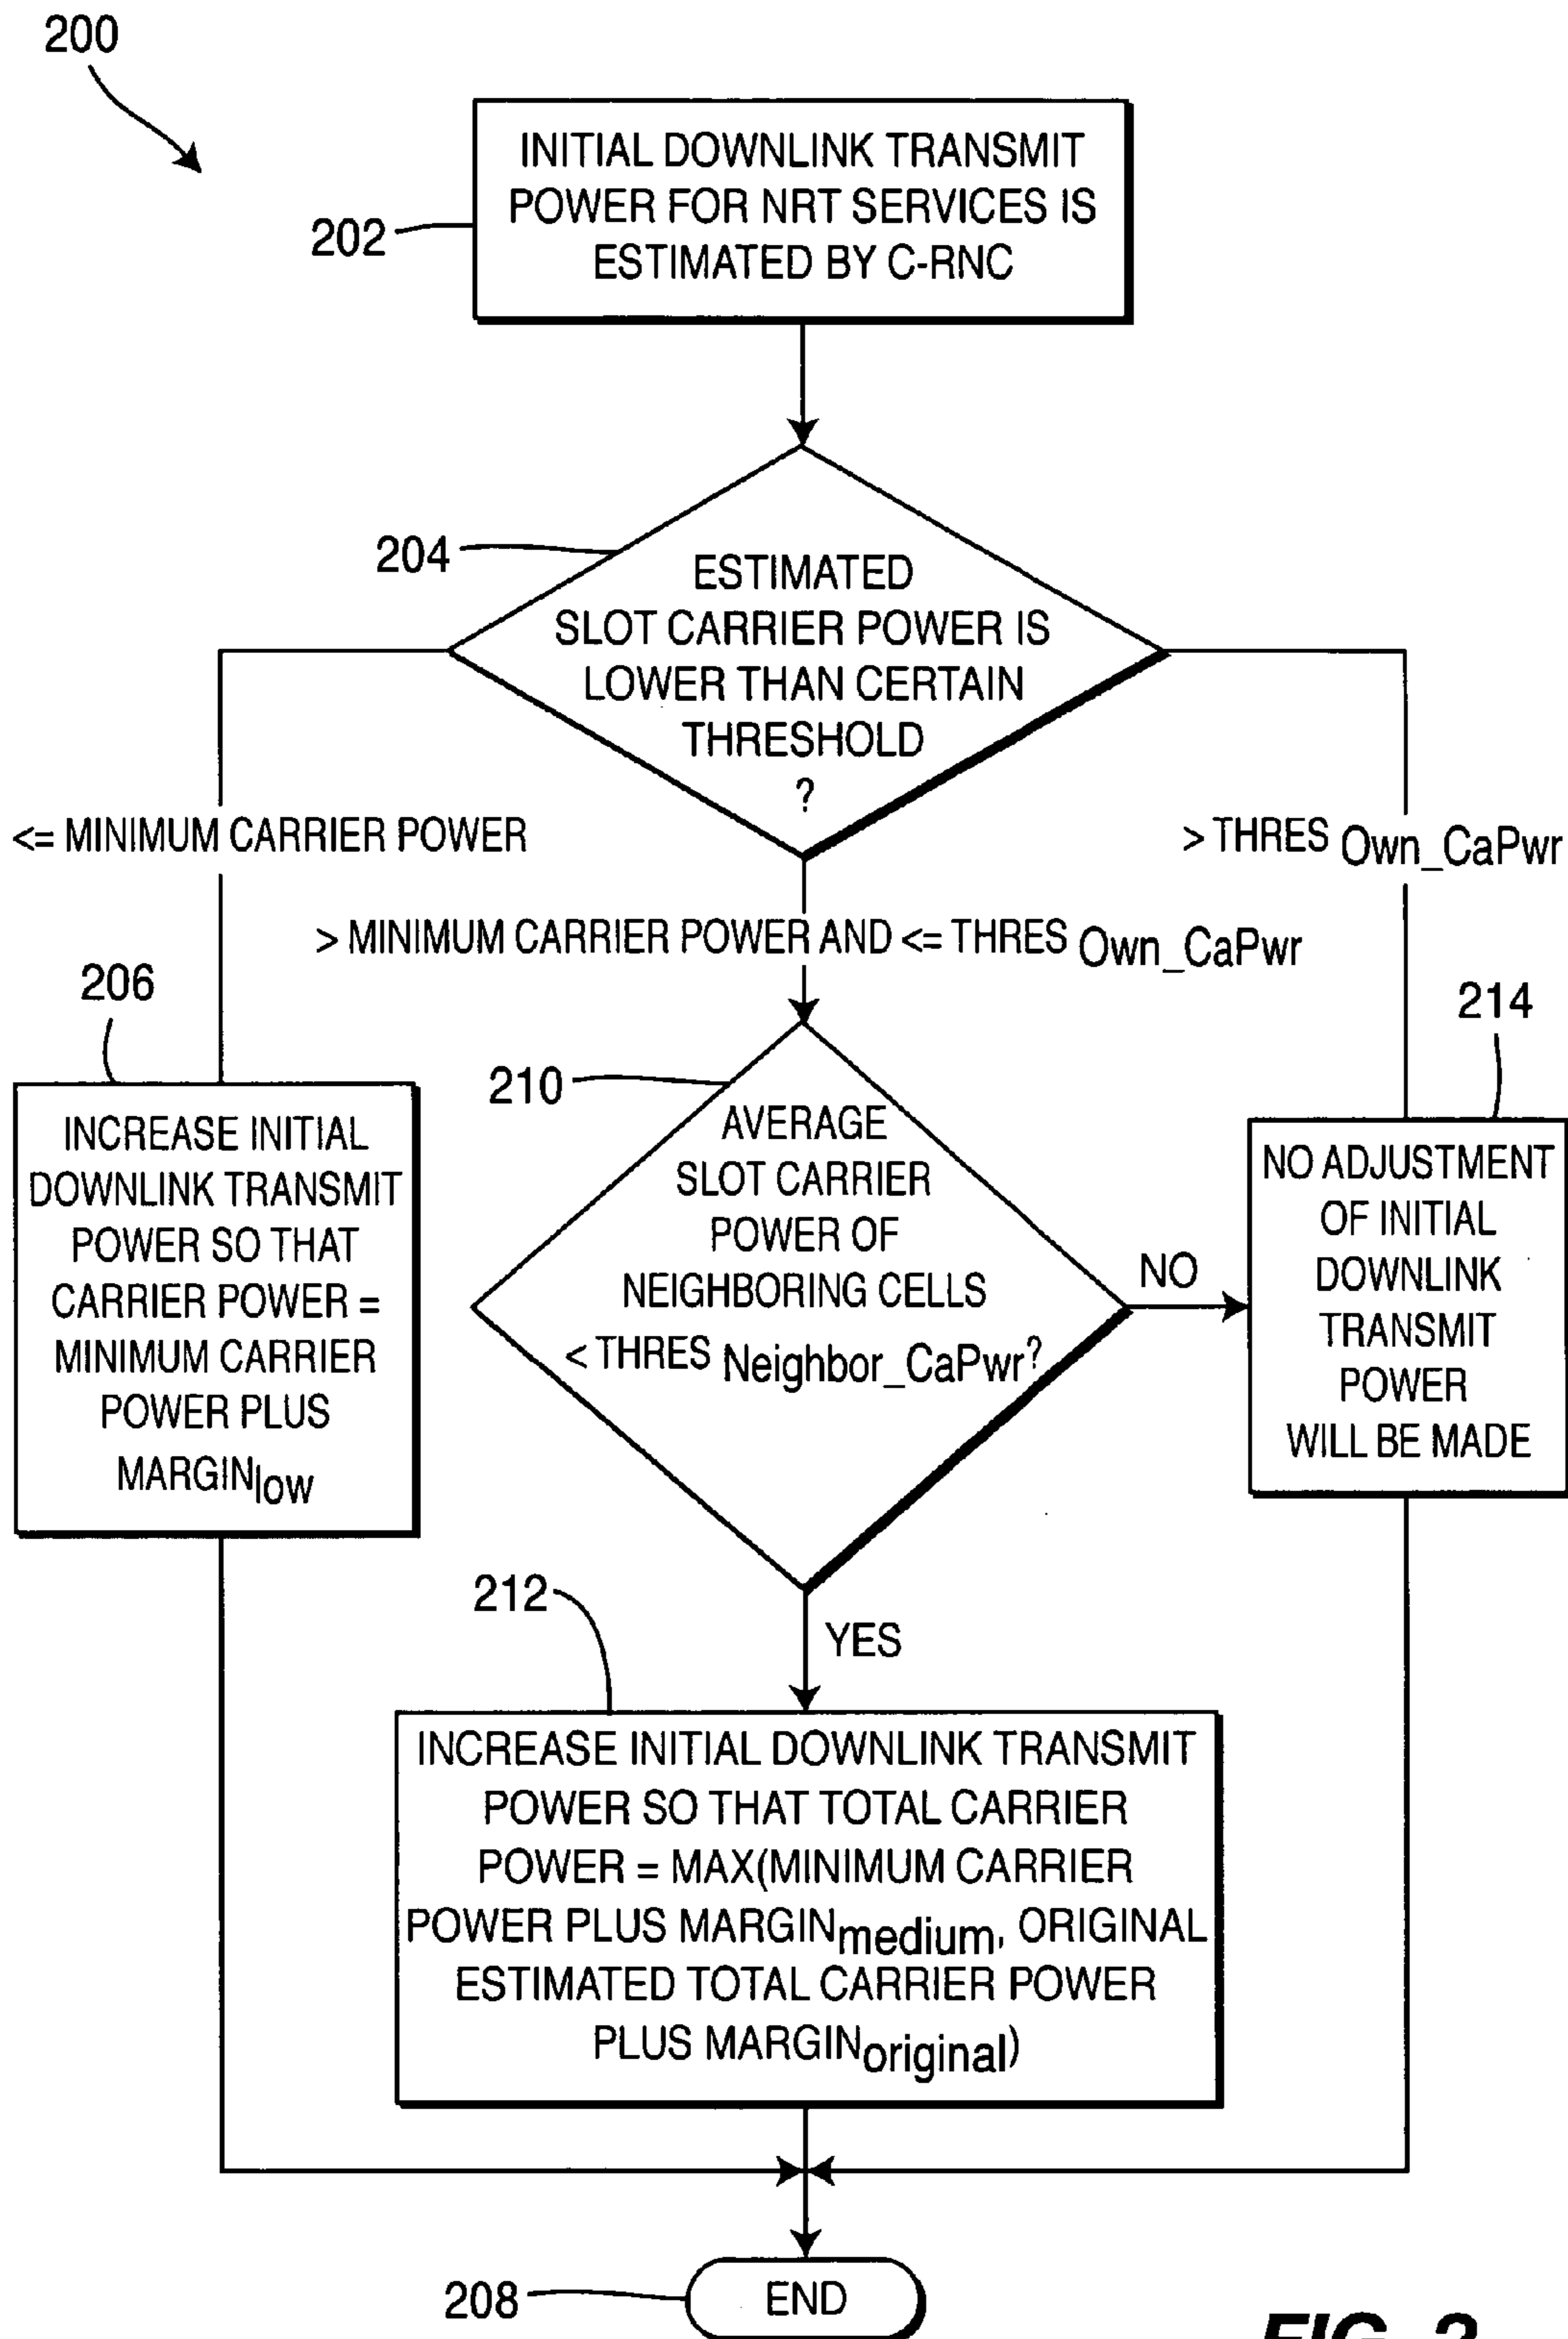 200
INITIAL DOWNLINK TRANSMIT
POWER FOR NRT SERVICES IS
ESTIMATED BY C-RNC
202
204
ESTIMATED
SLOT CARRIER POWER IS
LOWER THAN CERTAIN
THRESHOLD
?
<= MINIMUM CARRIER POWER
> THRES Own_CaPwr
> MINIMUM CARRIER POWER AND <= THRES Own_CaPwr
206
INCREASE INITIAL
DOWNLINK TRANSMIT
POWER SO THAT
CARRIER POWER =
MINIMUM CARRIER
POWER PLUS
MARGINlow
210
AVERAGE
SLOT CARRIER
POWER OF
NEIGHBORING CELLS
< THRES Neighbor_CaPwr?
NO
214
NO ADJUSTMENT
OF INITIAL
DOWNLINK
TRANSMIT
POWER
WILL BE MADE
212
YES
INCREASE INITIAL DOWNLINK TRANSMIT
POWER SO THAT TOTAL CARRIER
POWER = MAX(MINIMUM CARRIER
POWER PLUS MARGINmedium, ORIGINAL
ESTIMATED TOTAL CARRIER POWER
PLUS MARGINoriginal)
208
END
FIG. 2